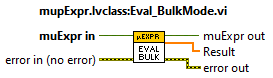 mupExpr.lvclass:Eval_BulkMode.vi
muExpr in
µEXPR
muExpr out
EVAL
BULK
Result
error in (no error)
error out